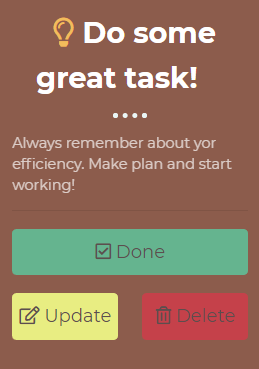 Do some
great task!
Always remember about yor
efficiency. Make plan and start
working!
Done
Update
Delete